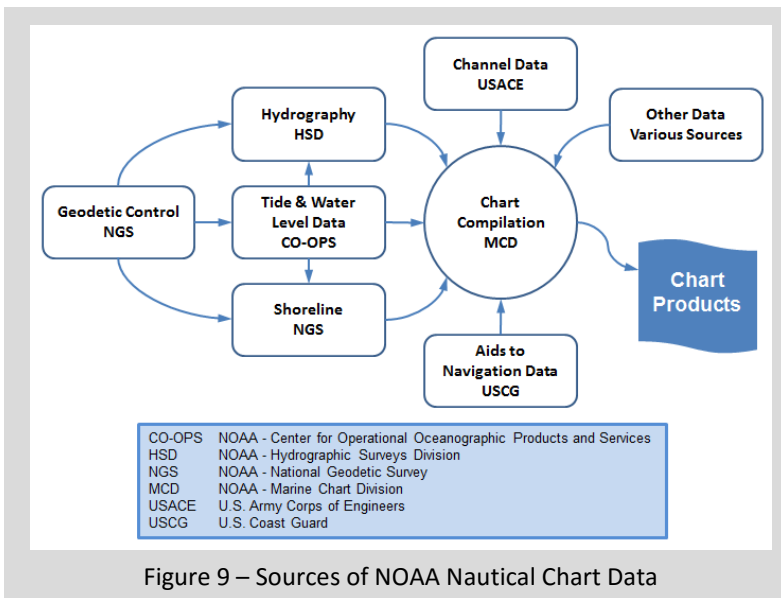 Channel Data
USACE
Hydrography
HSD
Other Data
Various Sources
Geodetic Control
NGS
Tide & Water
Level Data
CO-OPS
Chart
Compilation
MCD
Shoreline
NGS
Chart
Products
Aids to
Navigation Data
USCG
CO-OPS NOAA - Center for Operational Oceanographic Products and Services
HSD NOAA - Hydrographic Surveys Division
NGS NOAA - National Geodetic Survey
MCD NOAA - Marine Chart Division
USACE U.S. Army Corps of Engineers
USCG U.S. Coast Guard
Figure 9 – Sources of NOAA Nautical Chart Data